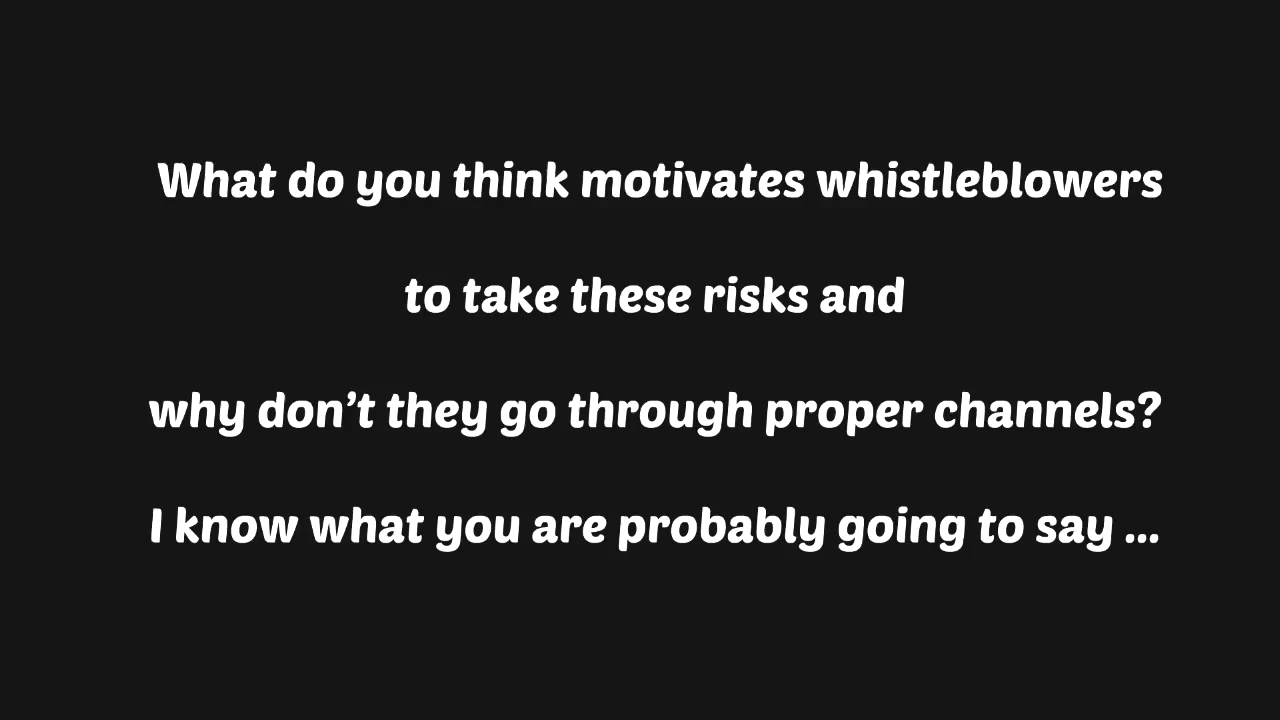 What do you think motivates whistleblowers
to take these risks and
why don’t they go through proper channels?
I know what you are probably going to say ...